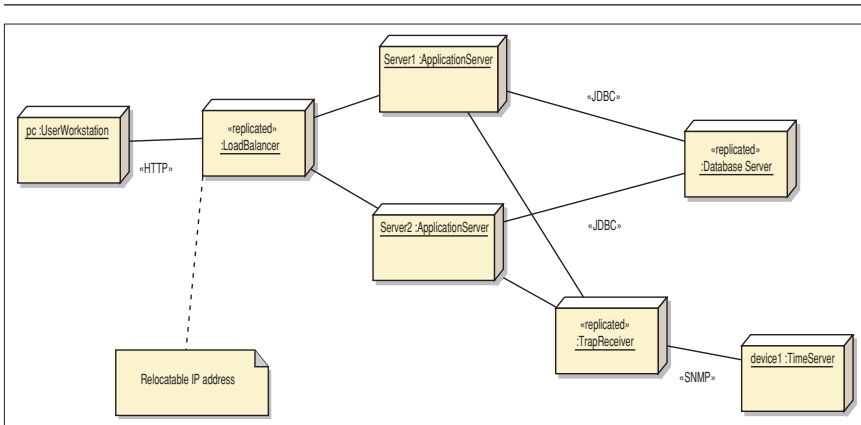 Server1 :ApplicationServer
«JDBC»
pc :UserWorkstation
«replicated»
:LoadBalancer
«HTTP»
«replicated»
:Database Server
Server2 :ApplicationServer
«JDBC»
«replicated»
:TrapReceiver
device1 :TimeServer
«SNMP»
Relocatable IP address